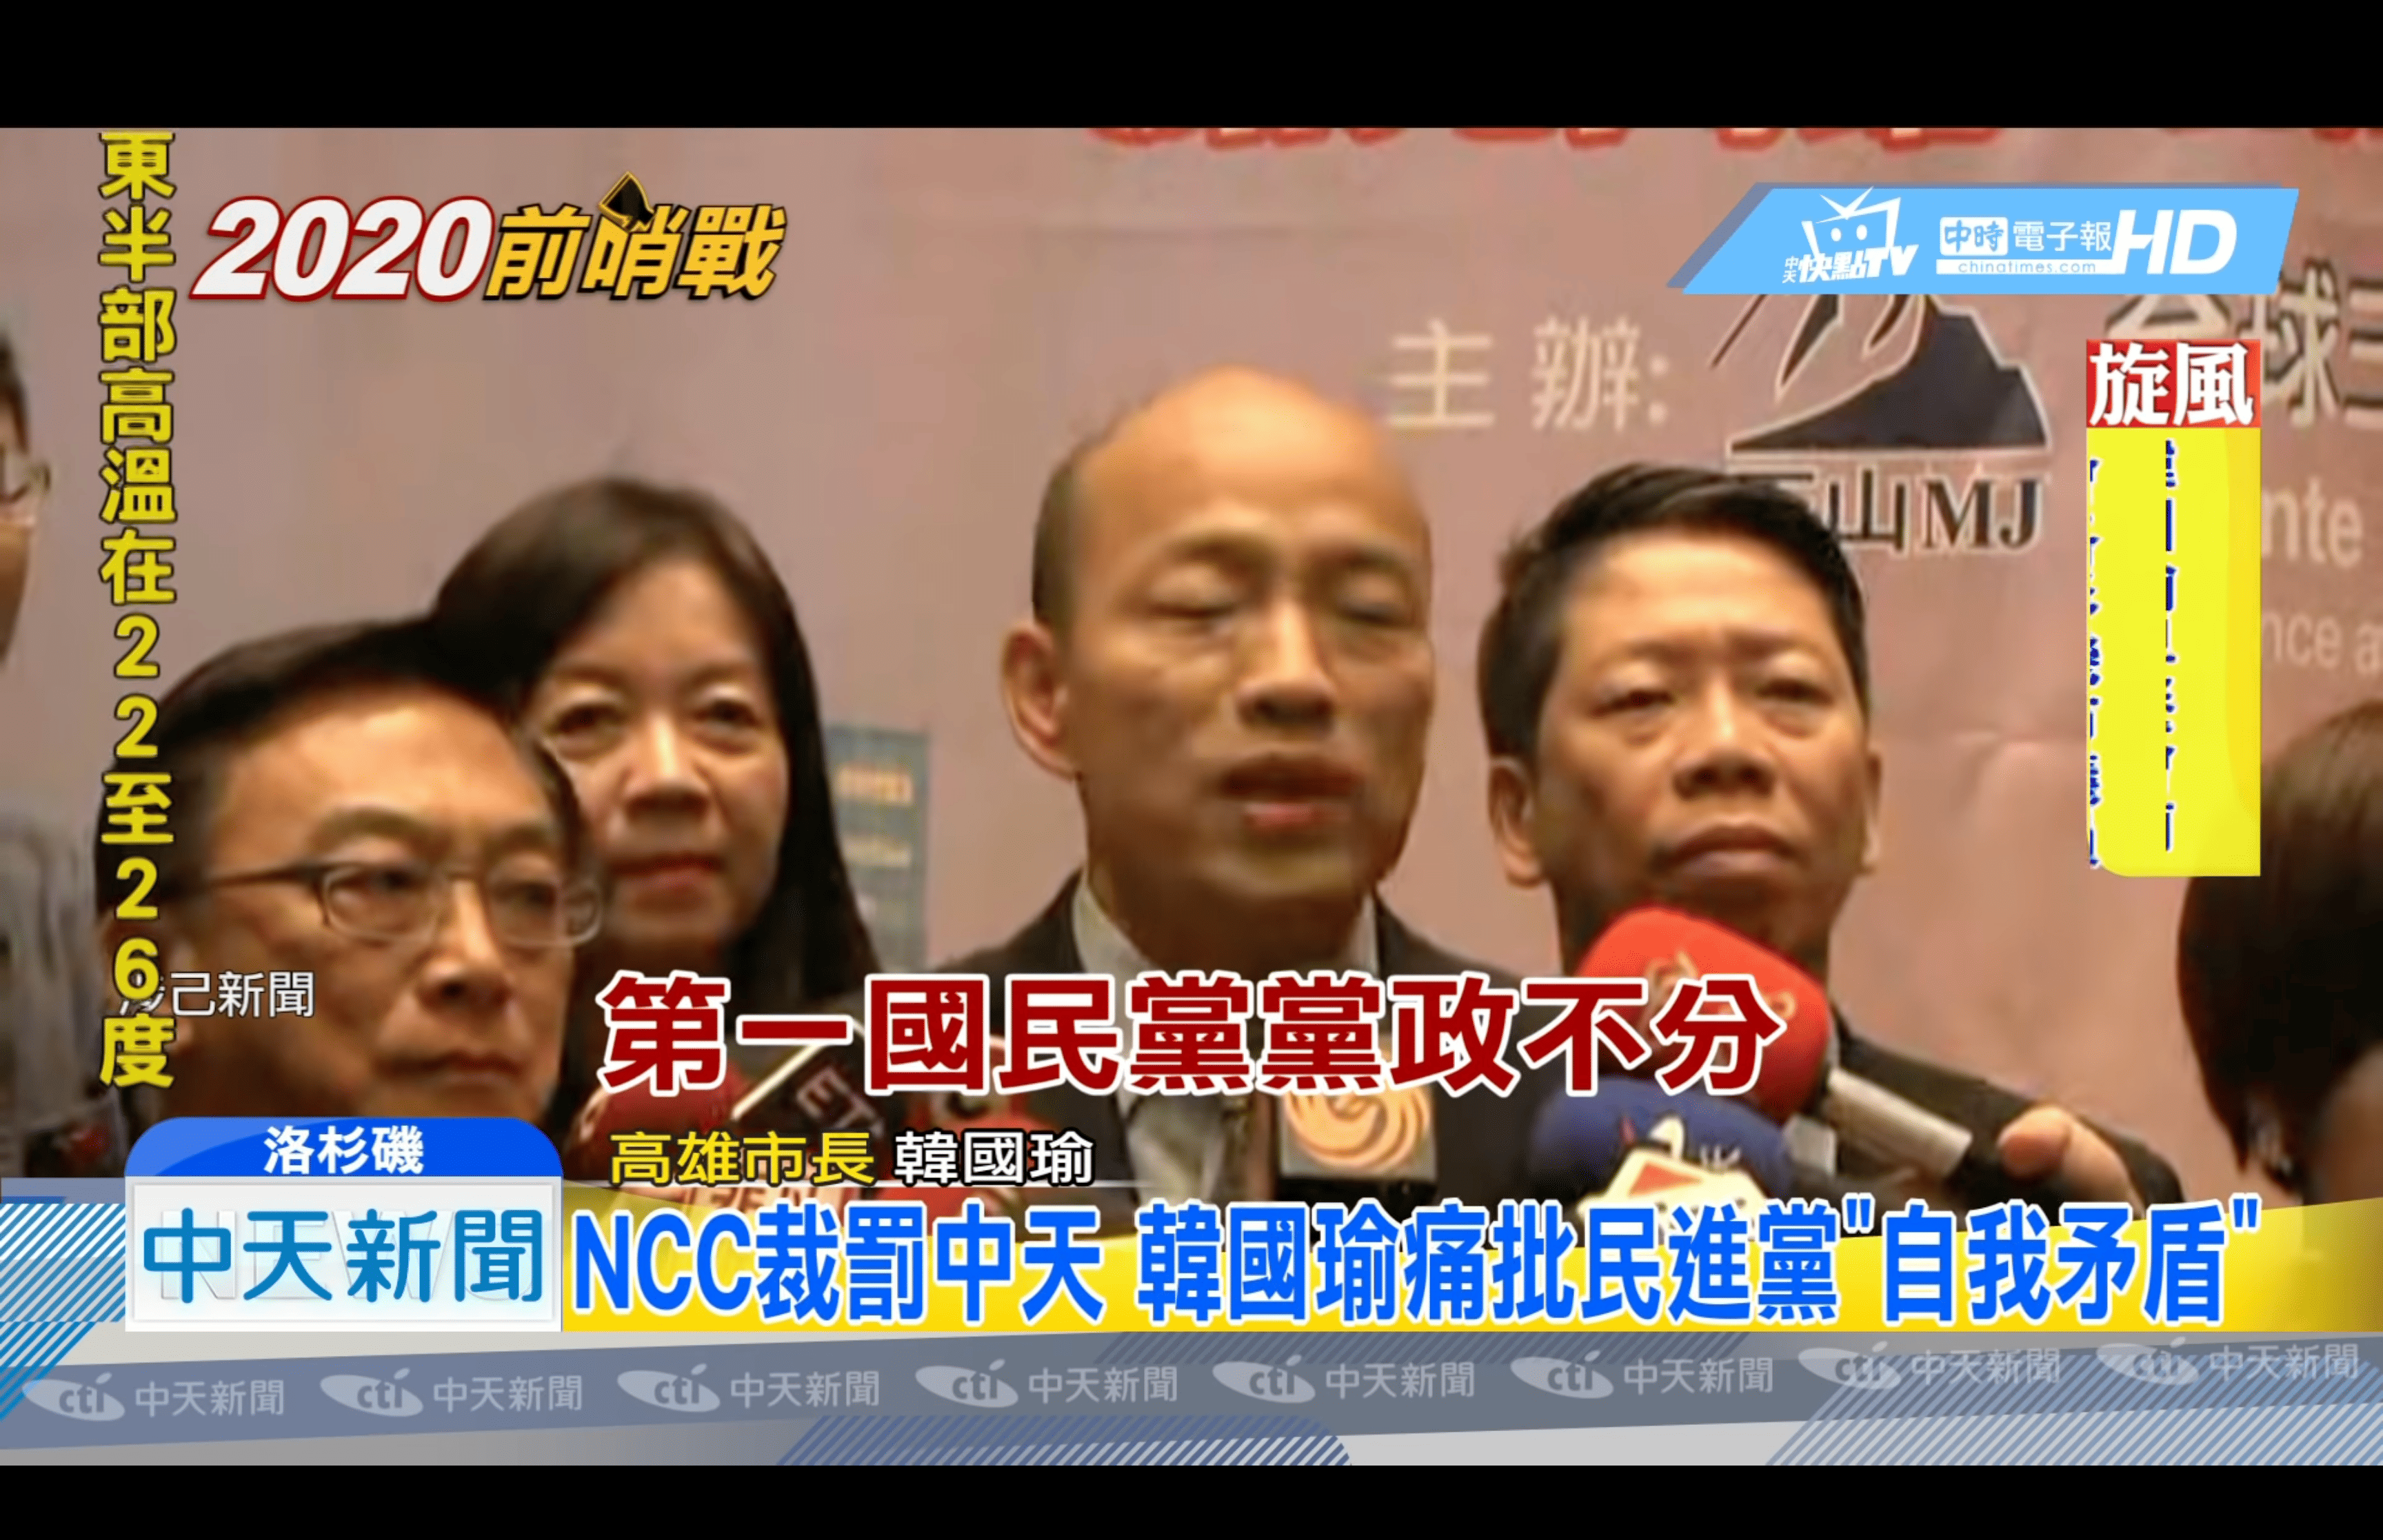 東半部高溫在22至26度
2020前哨戰
中天快點TV
中時電子報HD
chinatimes.com
主辦:
山MJ
旋風
己新聞
第一國民黨黨政不分
洛杉磯
高雄市長 韓國瑜
中天新聞
NCC裁罰中天 韓國瑜痛批民進黨"自我矛盾"
cti 中天新聞 cti 中天新聞 cti 中天新聞 cti 中天新聞 cti 中天新聞 cti 中天新聞 cti 中天新聞 cti 中天新聞